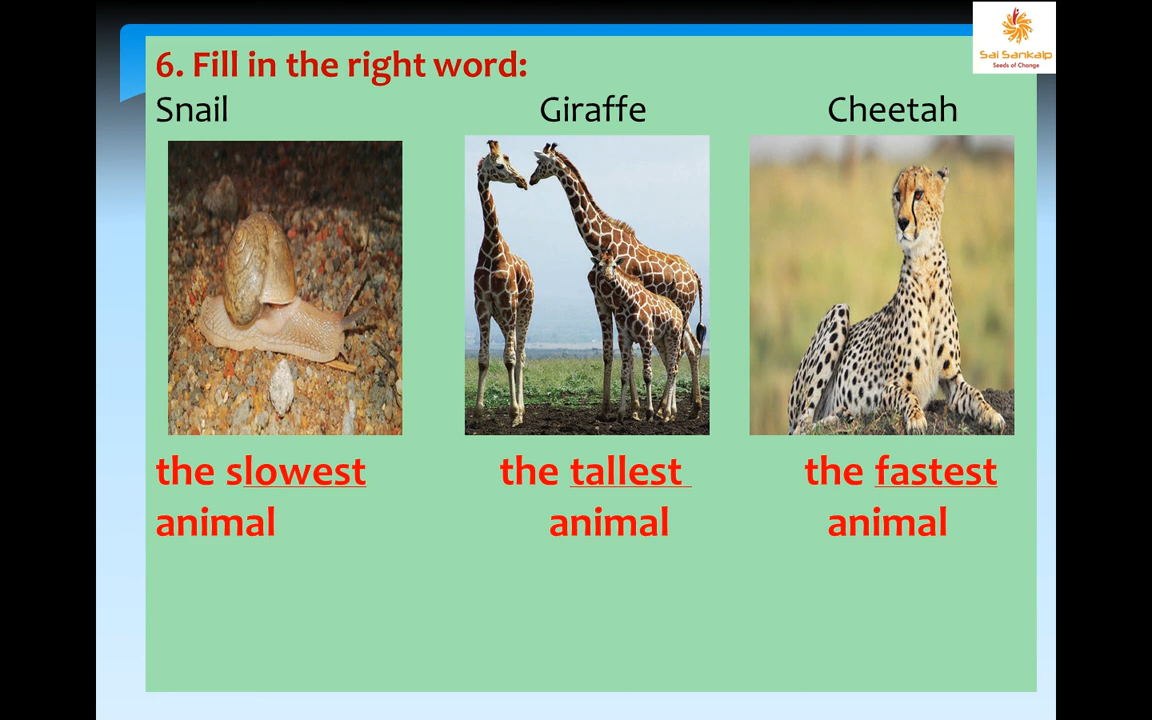 Sai Sankalp
Seeds of Change
6. Fill in the right word:
Snail Giraffe Cheetah
the slowest the tallest the fastest
animal animal animal